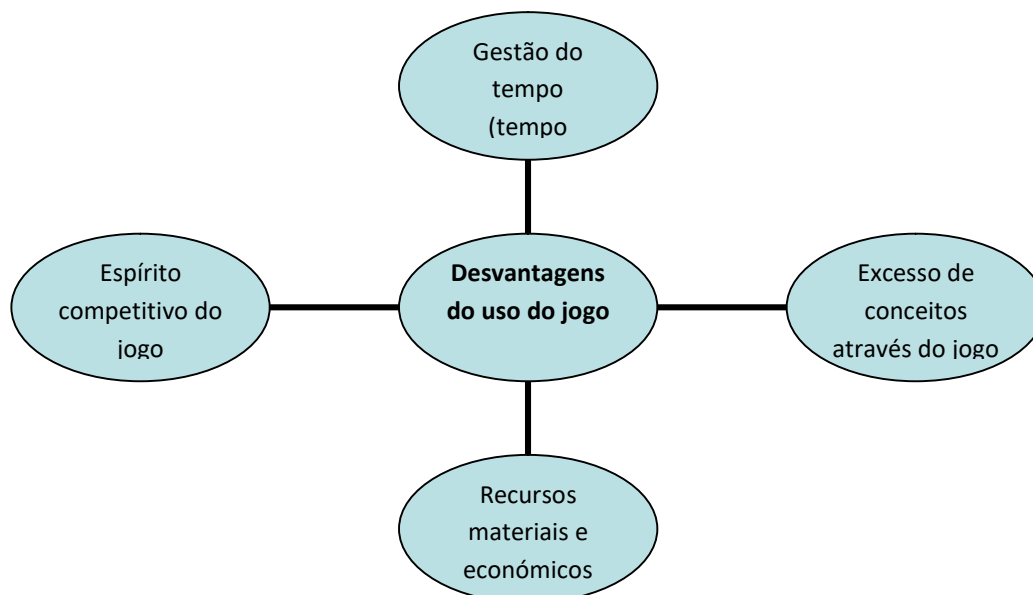 Gestão do
tempo
(tempo
Espírito
competitivo do
jogo
Desvantagens
do uso do jogo
Excesso de
conceitos
através do jogo
Recursos
materiais e
económicos